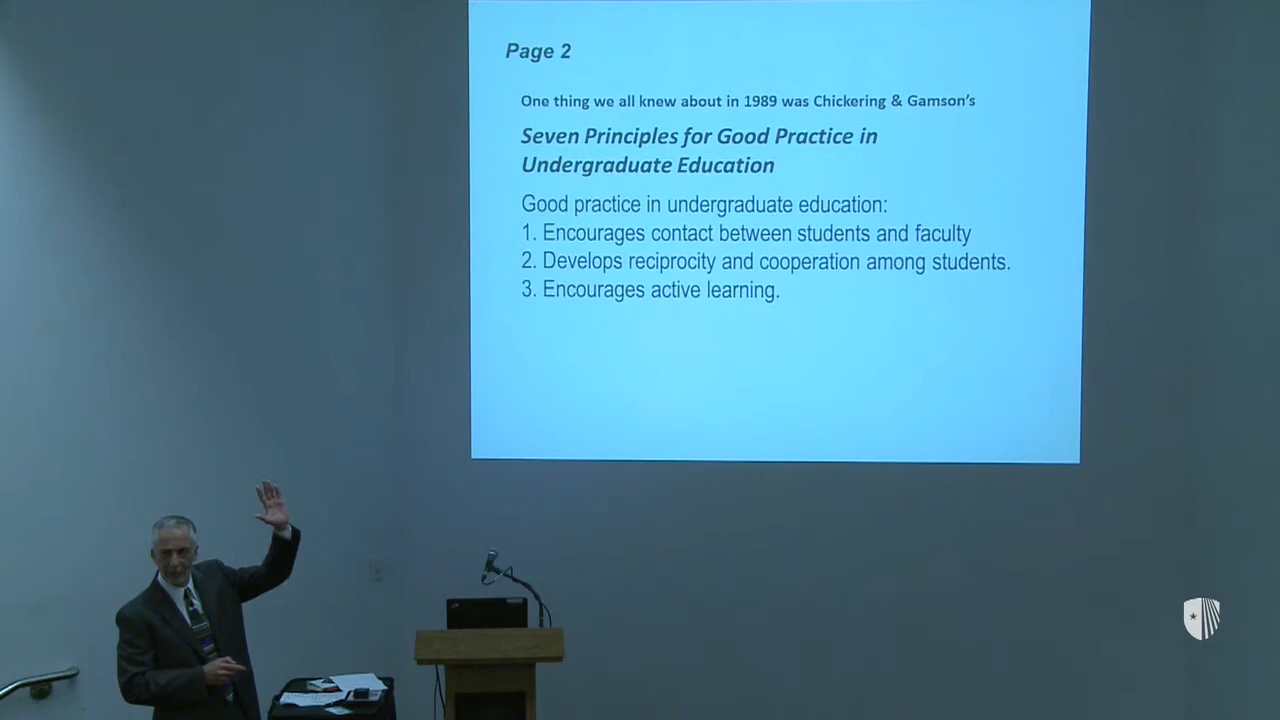 Page 2
One thing we all knew about in 1989 was Chickering & Gamson's
Seven Principles for Good Practice in
Undergraduate Education
Good practice in undergraduate education:
1. Encourages contact between students and faculty
2. Develops reciprocity and cooperation among students.
3. Encourages active learning.